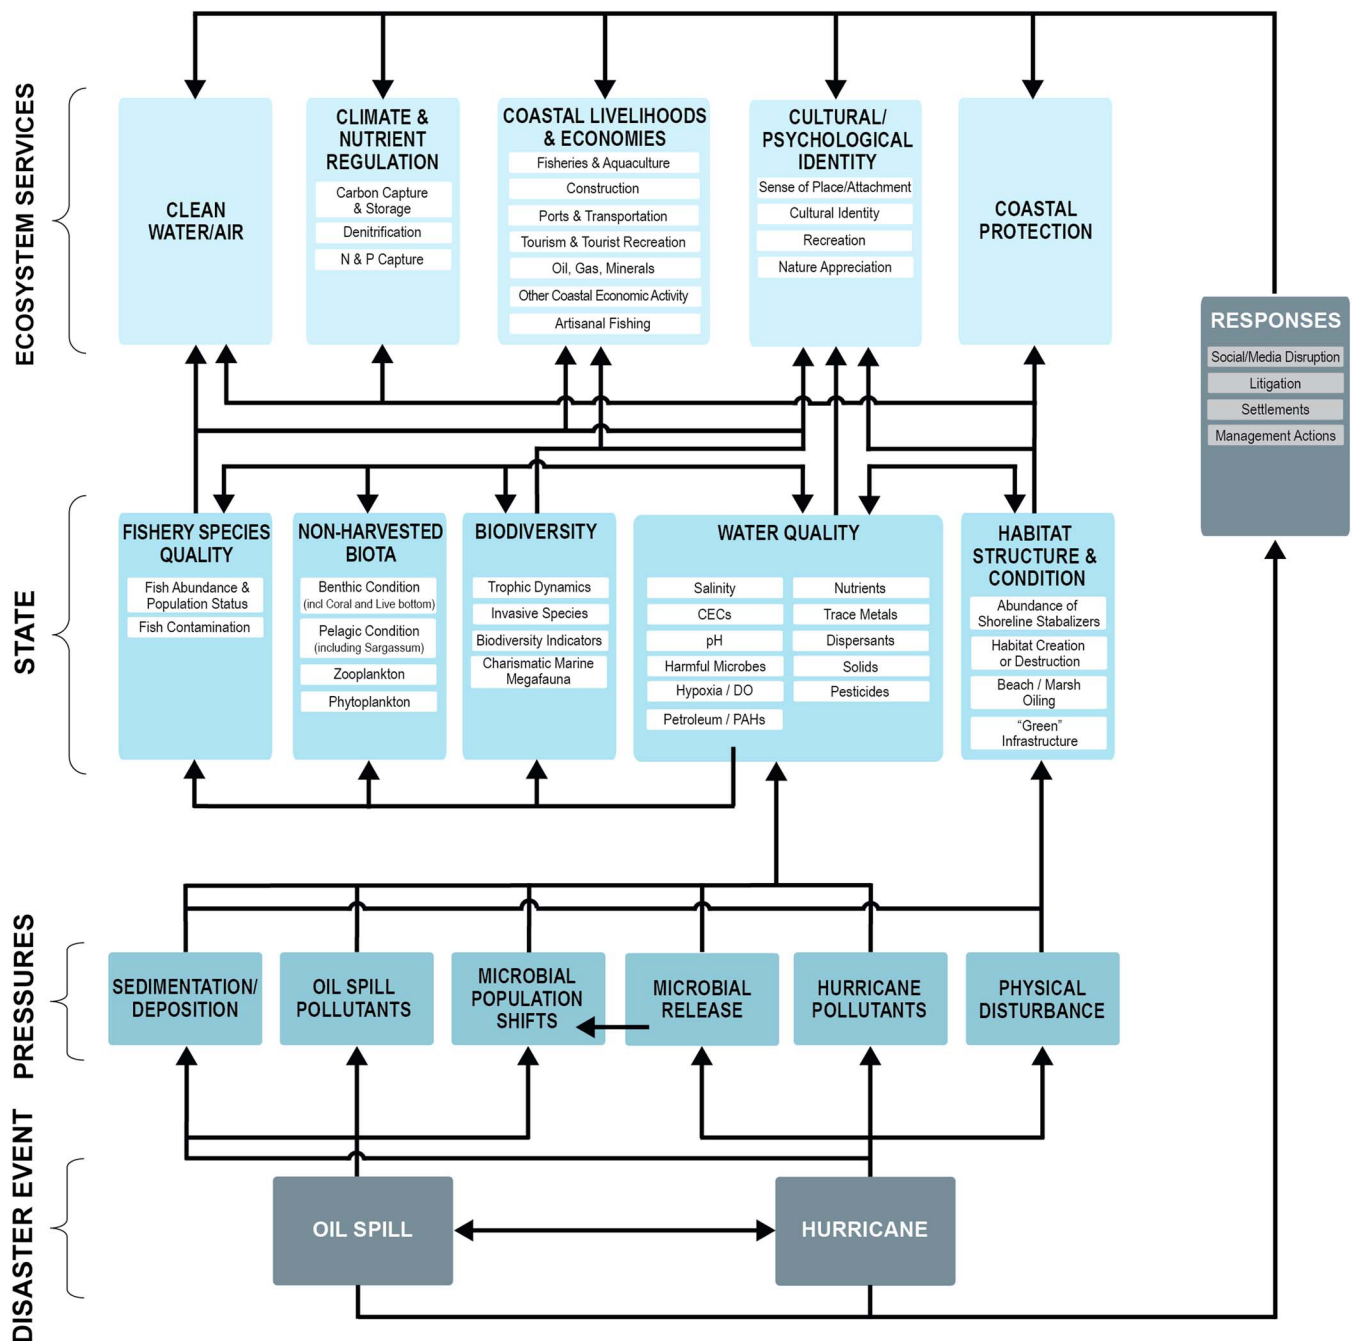 ECOSYSTEM SERVICES
CLEAN
WATER/AIR
CLIMATE &
NUTRIENT
REGULATION
Carbon Capture
& Storage
Denitrification
N & P Capture
COASTAL LIVELIHOODS
& ECONOMIES
Fisheries & Aquaculture
Construction
Ports & Transportation
Tourism & Tourist Recreation
Oil, Gas, Minerals
Other Coastal Economic Activity
Artisanal Fishing
CULTURAL/
PSYCHOLOGICAL
IDENTITY
Sense of Place/Attachment
Cultural Identity
Recreation
Nature Appreciation
COASTAL
PROTECTION
RESPONSES
Social/Media Disruption
Litigation
Settlements
Management Actions
STATE
FISHERY SPECIES
QUALITY
Fish Abundance &
Population Status
Fish Contamination
NON-HARVESTED
BIOTA
Benthic Condition
(incl Coral and Live bottom)
Pelagic Condition
(including Sargassum)
Zooplankton
Phytoplankton
BIODIVERSITY
Trophic Dynamics
Invasive Species
Biodiversity Indicators
Charismatic Marine
Megafauna
WATER QUALITY
Salinity
CECs
pH
Harmful Microbes
Hypoxia / DO
Petroleum / PAHs
Nutrients
Trace Metals
Dispersants
Solids
Pesticides
HABITAT
STRUCTURE &
CONDITION
Abundance of
Shoreline Stabalizers
Habitat Creation
or Destruction
Beach / Marsh
Oiling
“Green”
Infrastructure
PRESSURES
SEDIMENTATION/
DEPOSITION
OIL SPILL
POLLUTANTS
MICROBIAL
POPULATION
SHIFTS
MICROBIAL
RELEASE
HURRICANE
POLLUTANTS
PHYSICAL
DISTURBANCE
DISASTER EVENT
OIL SPILL
HURRICANE